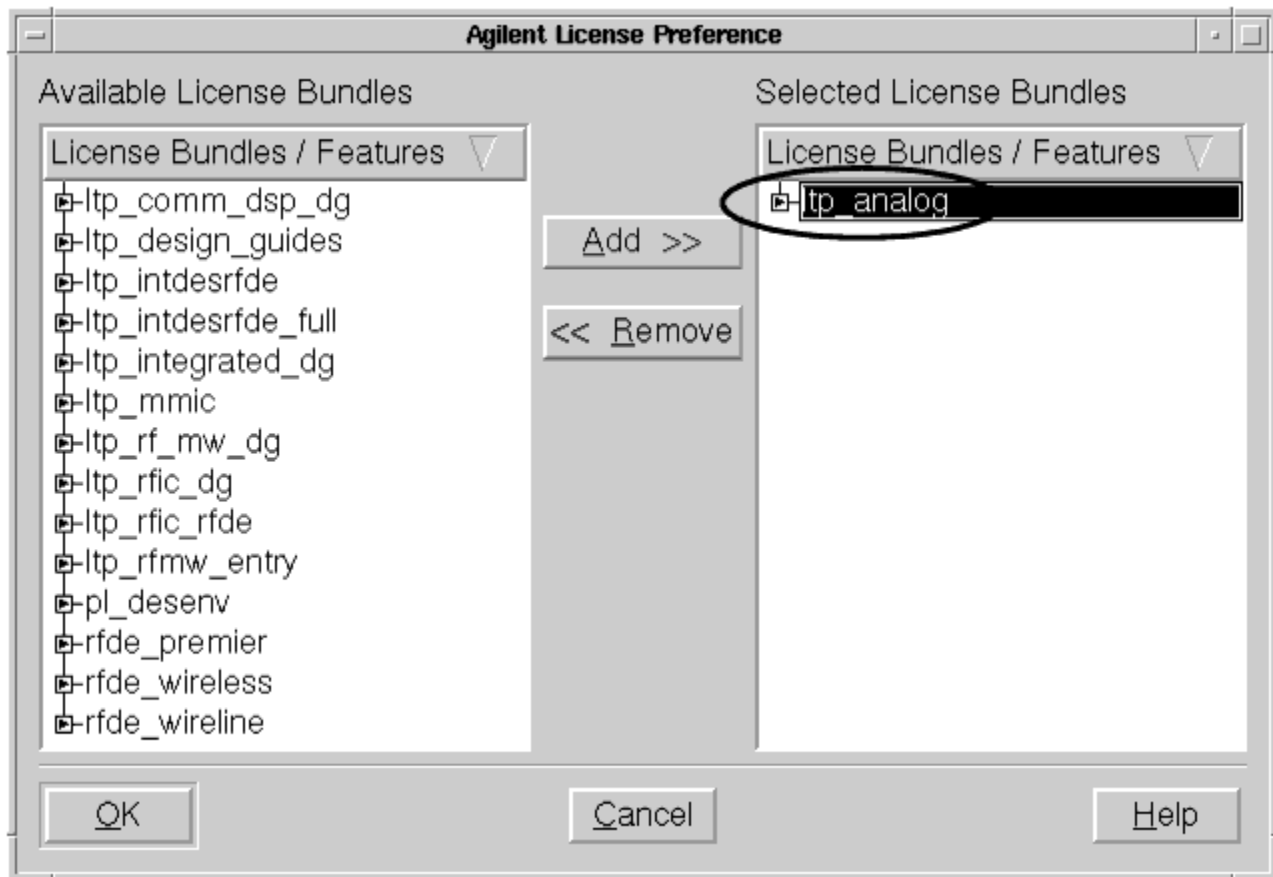 Agilent License Preference
Available License Bundles
Selected License Bundles
License Bundles / Features
License Bundles / Features
ltp_comm_dsp_dg
ltp_design_guides
ltp_intdesrfde
ltp_intdesrfde_full
ltp_integrated_dg
ltp_mmic
ltp_rf_mw_dg
ltp_rfic_dg
ltp_rfic_rfde
ltp_rfmw_entry
pl_desenv
rfde_premier
rfde_wireless
rfde_wireline
Add >>
<< Remove
ltp_analog
OK
Cancel
Help